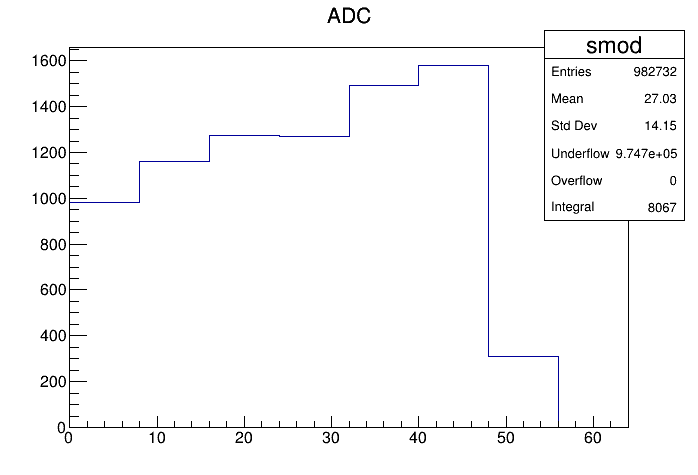 ADC
smod
Entries 982732
Mean 27.03
Std Dev 14.15
Underflow 9.747e+05
Overflow 0
Integral 8067
1600
1400
1200
1000
800
600
400
200
0
0 10 20 30 40 50 60